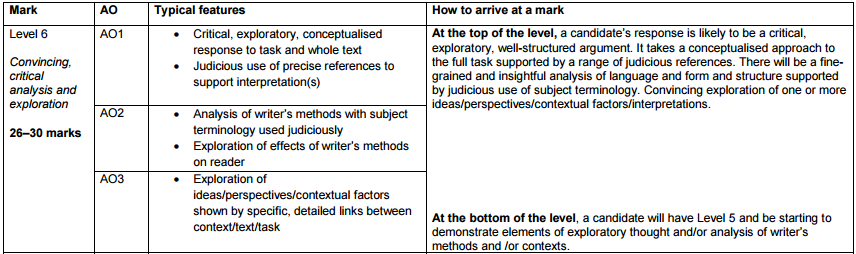 Mark AO Typical features How to arrive at a mark
Level 6
Convincing,
critical
analysis and
exploration
26–30 marks
AO1
• Critical, exploratory, conceptualised
response to task and whole text
• Judicious use of precise references to
support interpretation(s)
AO2
• Analysis of writer's methods with subject
terminology used judiciously
• Exploration of effects of writer's methods
on reader
AO3
• Exploration of
ideas/perspectives/contextual factors
shown by specific, detailed links between
context/text/task
At the top of the level, a candidate's response is likely to be a critical,
exploratory, well-structured argument. It takes a conceptualised approach to
the full task supported by a range of judicious references. There will be a fine-
grained and insightful analysis of language and form and structure supported
by judicious use of subject terminology. Convincing exploration of one or more
ideas/perspectives/contextual factors/interpretations.
At the bottom of the level, a candidate will have Level 5 and be starting to
demonstrate elements of exploratory thought and/or analysis of writer's
methods and /or contexts.